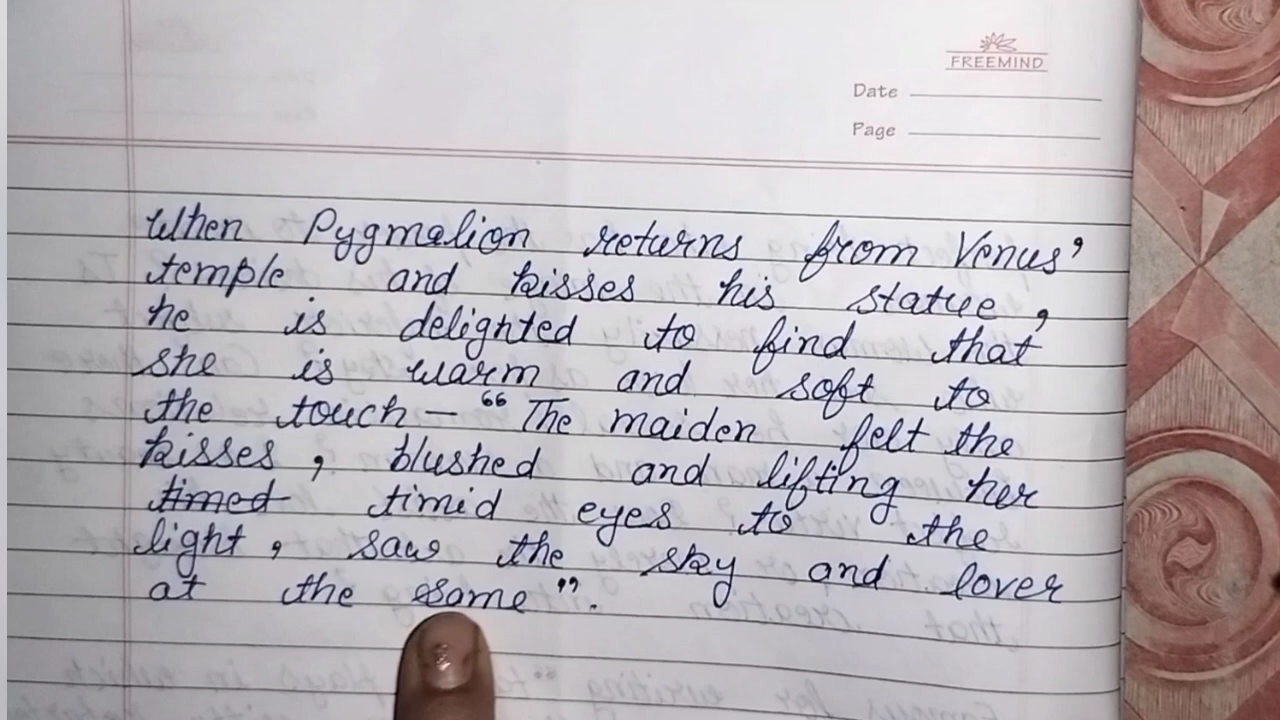 FREEMIND
Date
Page
When Pygmalion returns from Venus'
temple and kisses his statue,
he is delighted to find that
she is warm and soft to
the touch - "The maiden felt the
kisses, blushed and lifting her
timed timid eyes to the
light, saw the sky and lover
at the same".